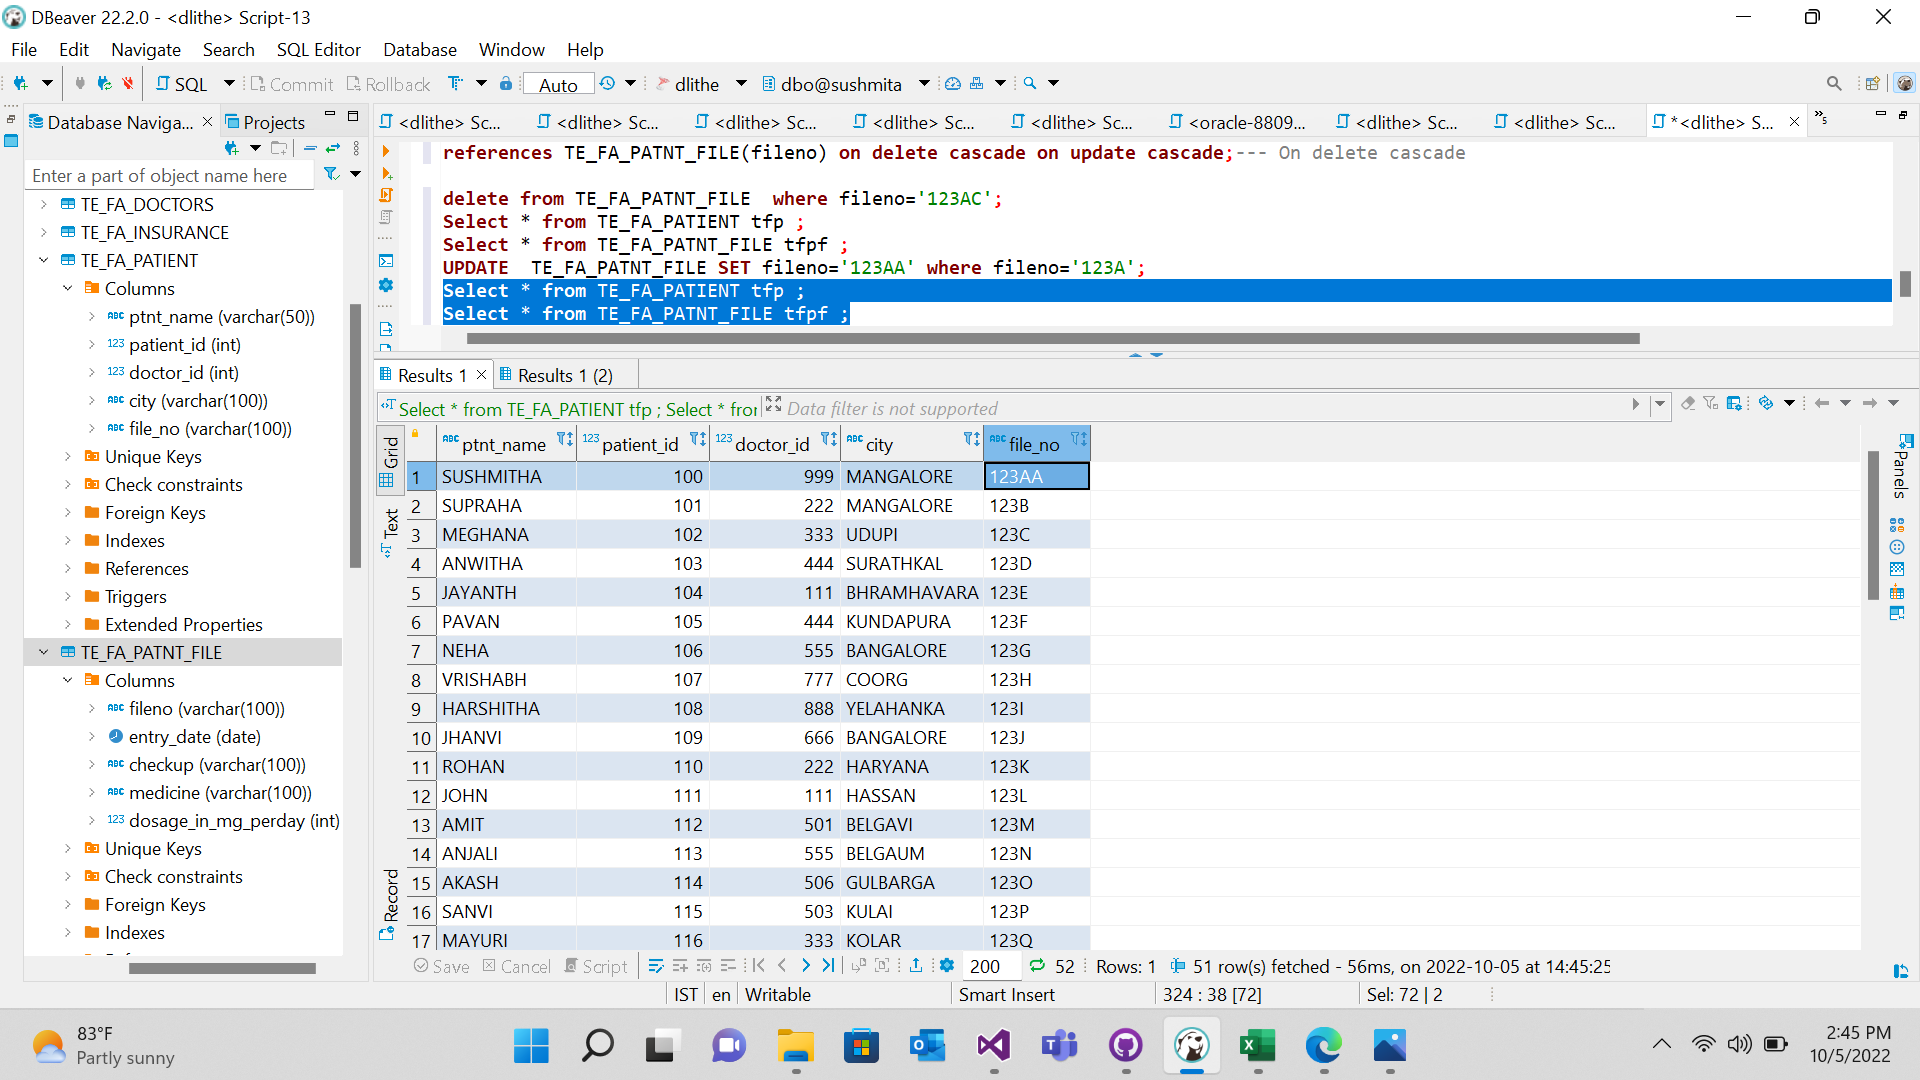 DBeaver 22.2.0 - <dlithe> Script-13
File Edit Navigate Search SQL Editor Database Window Help
SQL Commit Rollback Auto dlithe dbo@sushmita
Database Naviga... Projects
<dlithe> Sc... <dlithe> Sc... <dlithe> Sc... <dlithe> Sc... <dlithe> Sc... <oracle-8809... <dlithe> Sc... <dlithe> Sc... *<dlithe> S... »5
Enter a part of object name here
TE_FA_DOCTORS
TE_FA_INSURANCE
TE_FA_PATIENT
Columns
ABC ptnt_name (varchar(50))
123 patient_id (int)
123 doctor_id (int)
ABC city (varchar(100))
ABC file_no (varchar(100))
Unique Keys
Check constraints
Foreign Keys
Indexes
References
Triggers
Extended Properties
TE_FA_PATNT_FILE
Columns
ABC fileno (varchar(100))
entry_date (date)
ABC checkup (varchar(100))
ABC medicine (varchar(100))
123 dosage_in_mg_perday (int)
Unique Keys
Check constraints
Foreign Keys
Indexes
references TE_FA_PATNT_FILE(fileno) on delete cascade on update cascade;--- On delete cascade
delete from TE_FA_PATNT_FILE  where fileno='123AC';
Select * from TE_FA_PATIENT tfp ;
Select * from TE_FA_PATNT_FILE tfpf ;
UPDATE  TE_FA_PATNT_FILE SET fileno='123AA' where fileno='123A';
Select * from TE_FA_PATIENT tfp ;
Select * from TE_FA_PATNT_FILE tfpf ;
Results 1 Results 1 (2)
Select * from TE_FA_PATIENT tfp ; Select * fror Data filter is not supported
Grid
Text
Record
Panels
ABC ptnt_name 123 patient_id 123 doctor_id ABC city ABC file_no
1 SUSHMITHA 100 999 MANGALORE 123AA
2 SUPRAHA 101 222 MANGALORE 123B
3 MEGHANA 102 333 UDUPI 123C
4 ANWITHA 103 444 SURATHKAL 123D
5 JAYANTH 104 111 BHRAMHAVARA 123E
6 PAVAN 105 444 KUNDAPURA 123F
7 NEHA 106 555 BANGALORE 123G
8 VRISHABH 107 777 COORG 123H
9 HARSHITHA 108 888 YELAHANKA 123I
10 JHANVI 109 666 BANGALORE 123J
11 ROHAN 110 222 HARYANA 123K
12 JOHN 111 111 HASSAN 123L
13 AMIT 112 501 BELGAVI 123M
14 ANJALI 113 555 BELGAUM 123N
15 AKASH 114 506 GULBARGA 123O
16 SANVI 115 503 KULAI 123P
17 MAYURI 116 333 KOLAR 123Q
Save Cancel Script 200 52 Rows: 1 51 row(s) fetched - 56ms, on 2022-10-05 at 14:45:25
IST en Writable Smart Insert 324 : 38 [72] Sel: 72 | 2
83°F
Partly sunny
2:45 PM
10/5/2022